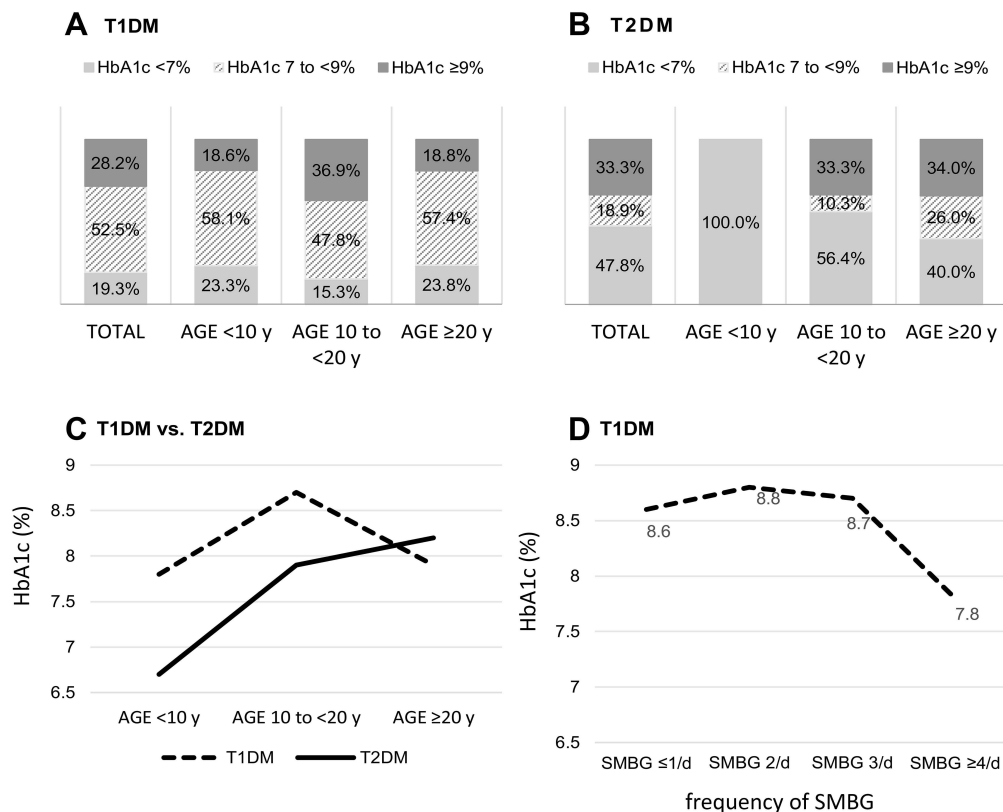 A T1DM
HbA1c <7% HbA1c 7 to <9% HbA1c ≥9%
28.2% 18.6% 36.9% 18.8%
52.5% 58.1% 47.8% 57.4%
19.3% 23.3% 15.3% 23.8%
TOTAL AGE <10 y AGE 10 to AGE ≥20 y
<20 y
B T2DM
HbA1c <7% HbA1c 7 to <9% HbA1c ≥9%
33.3% 33.3% 34.0%
18.9% 10.3% 26.0%
100.0%
47.8% 56.4% 40.0%
TOTAL AGE <10 y AGE 10 to AGE ≥20 y
<20 y
C T1DM vs. T2DM
HbA1c (%)
9
8.5
8
7.5
7
6.5
AGE <10 y AGE 10 to <20 y AGE ≥20 y
T1DM T2DM
D T1DM
HbA1c (%)
9
8.5
8
7.5
7
6.5
8.6 8.8 8.7 7.8
SMBG ≤1/d SMBG 2/d SMBG 3/d SMBG ≥4/d
frequency of SMBG